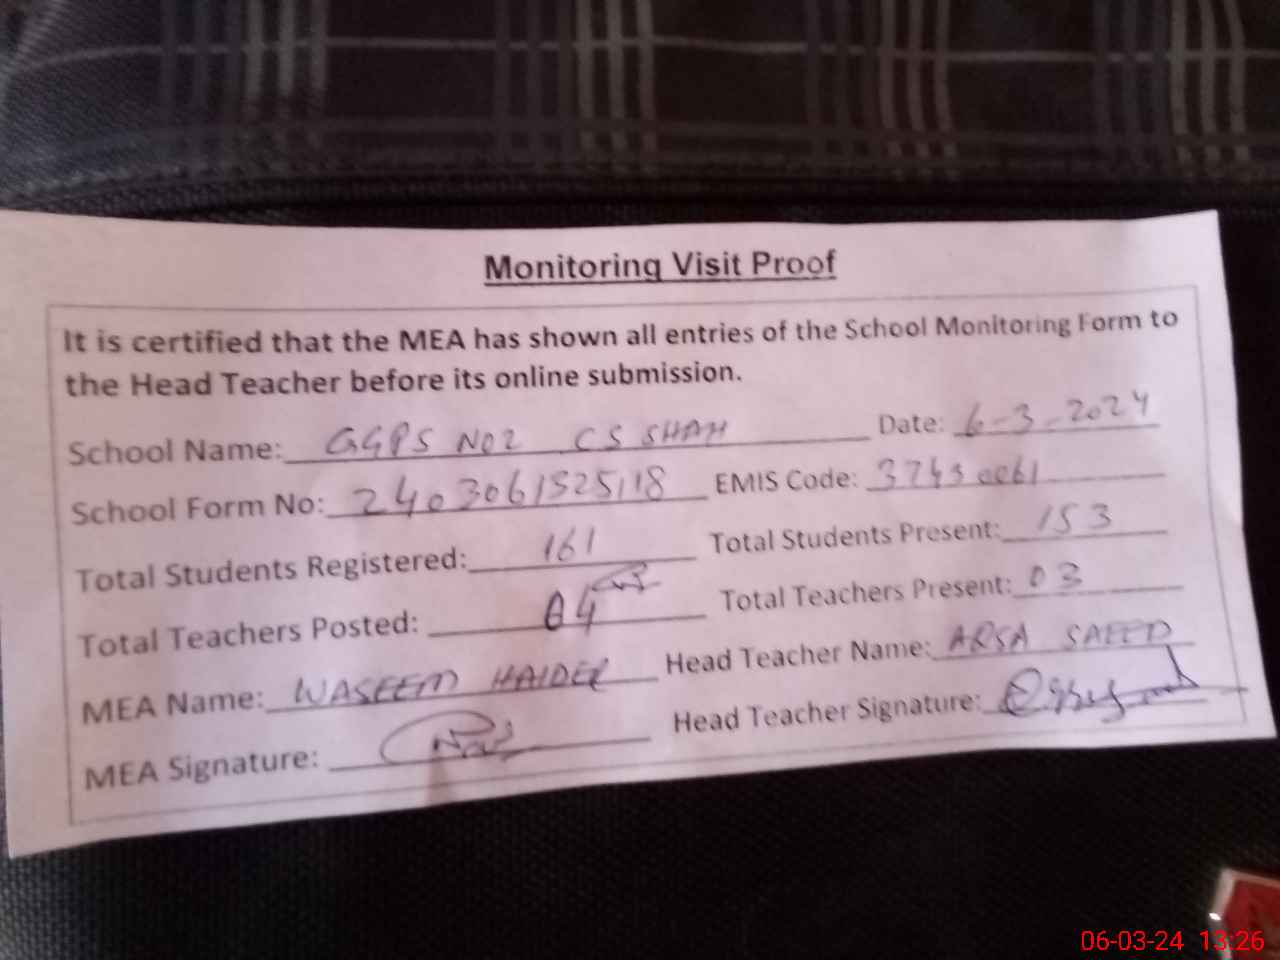 Monitoring Visit Proof
It is certified that the MEA has shown all entries of the School Monitoring Form to
the Head Teacher before its online submission.
School Name: GGPS NO2 CS SHAH Date: 6-3-2024
School Form No: 2403061525118 EMIS Code: 37430061
Total Students Registered: 161 Total Students Present: 153
Total Teachers Posted: 04 Total Teachers Present: 03
MEA Name: WASEEM HAIDER Head Teacher Name: ARSA SAEED
MEA Signature: Head Teacher Signature:
06-03-24 13:26